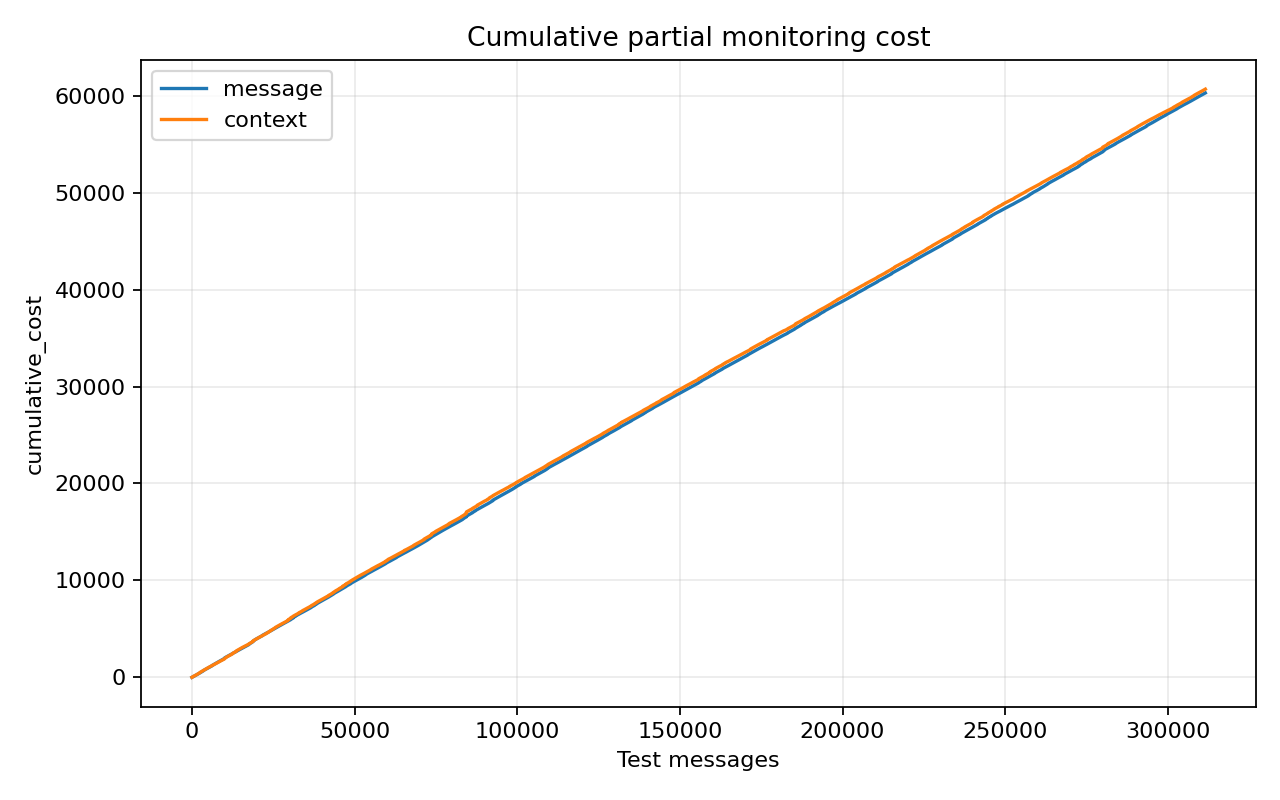 Cumulative partial monitoring cost
message
context
cumulative_cost
60000
50000
40000
30000
20000
10000
0
0 50000 100000 150000 200000 250000 300000
Test messages